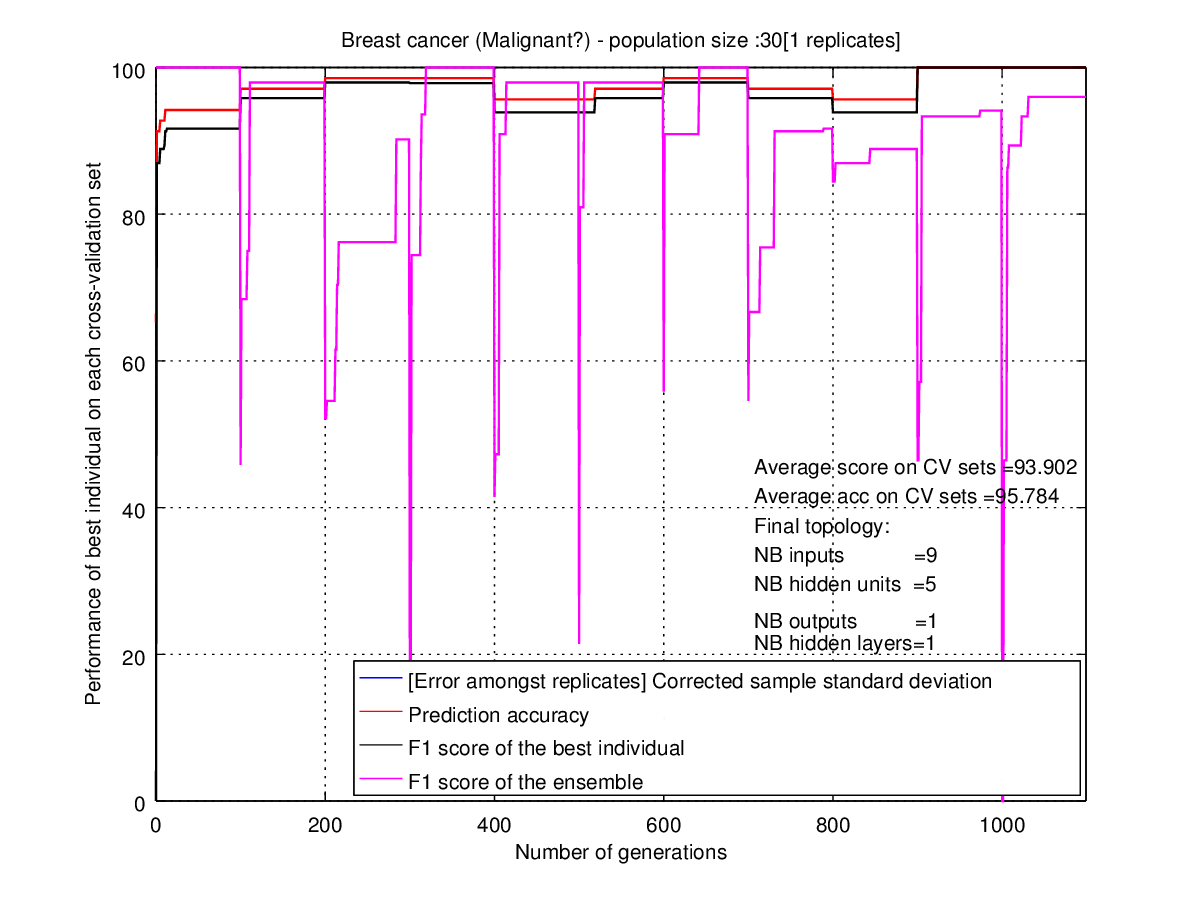 Breast cancer (Malignant?) - population size :30[1 replicates]
Performance of best individual on each cross-validation set
100
80
60
40
20
0
Average score on CV sets =93.902
Average acc on CV sets =95.784
Final topology:
NB inputs =9
NB hidden units =5
NB outputs =1
NB hidden layers=1
[Error amongst replicates] Corrected sample standard deviation
Prediction accuracy
F1 score of the best individual
F1 score of the ensemble
0 200 400 600 800 1000
Number of generations